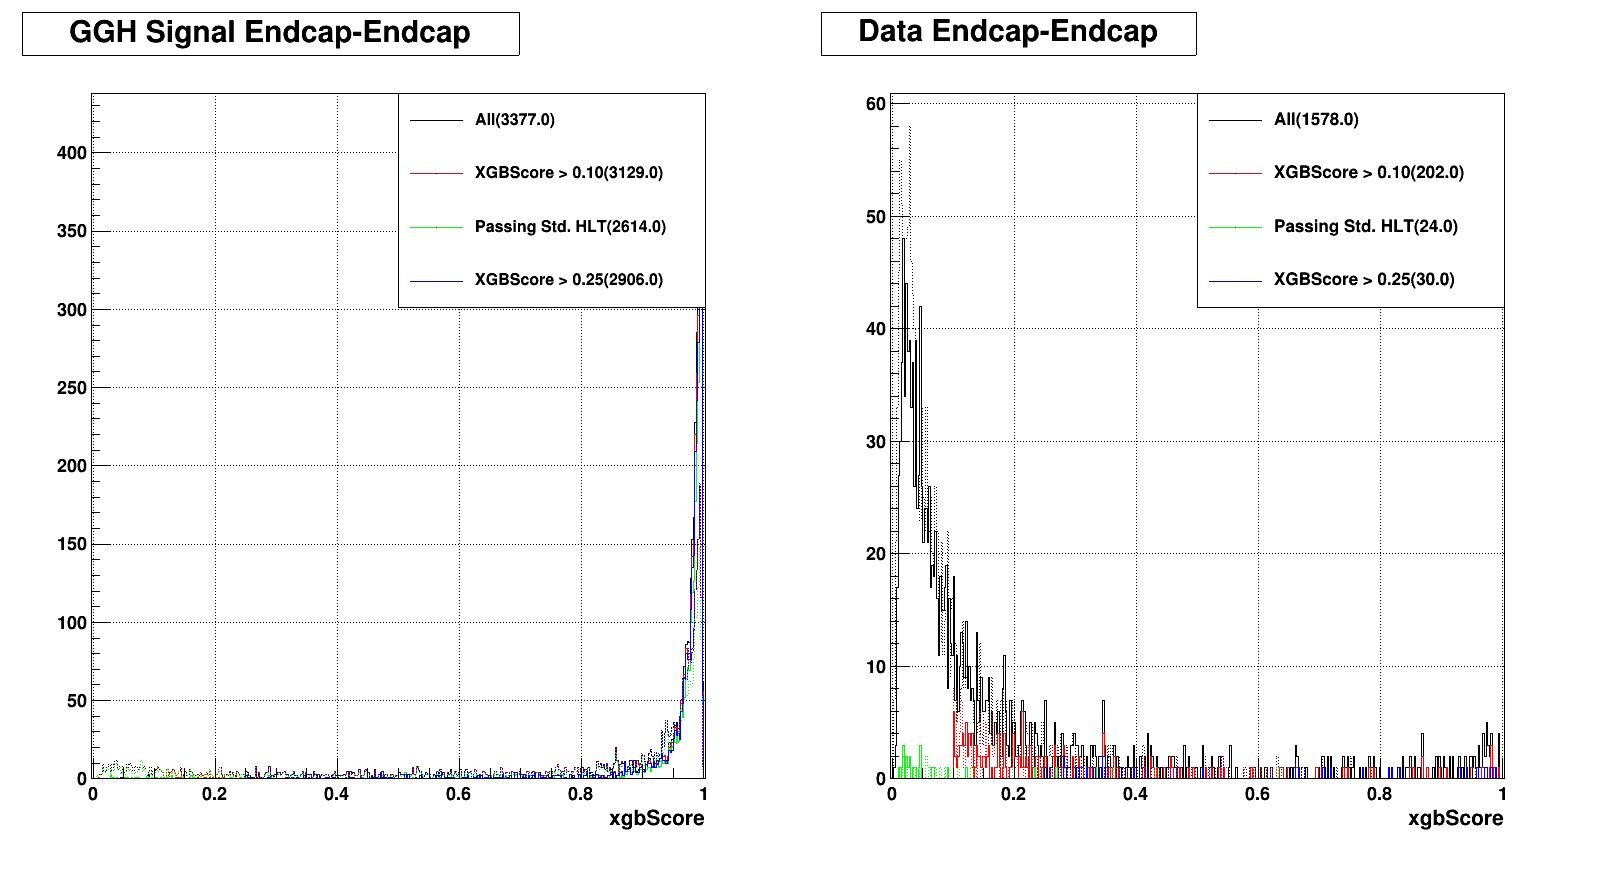 GGH Signal Endcap-Endcap
All(3377.0)
XGBScore > 0.10(3129.0)
Passing Std. HLT(2614.0)
XGBScore > 0.25(2906.0)
400
350
300
250
200
150
100
50
0
0 0.2 0.4 0.6 0.8 1
xgbScore
Data Endcap-Endcap
All(1578.0)
XGBScore > 0.10(202.0)
Passing Std. HLT(24.0)
XGBScore > 0.25(30.0)
60
50
40
30
20
10
0
0 0.2 0.4 0.6 0.8 1
xgbScore